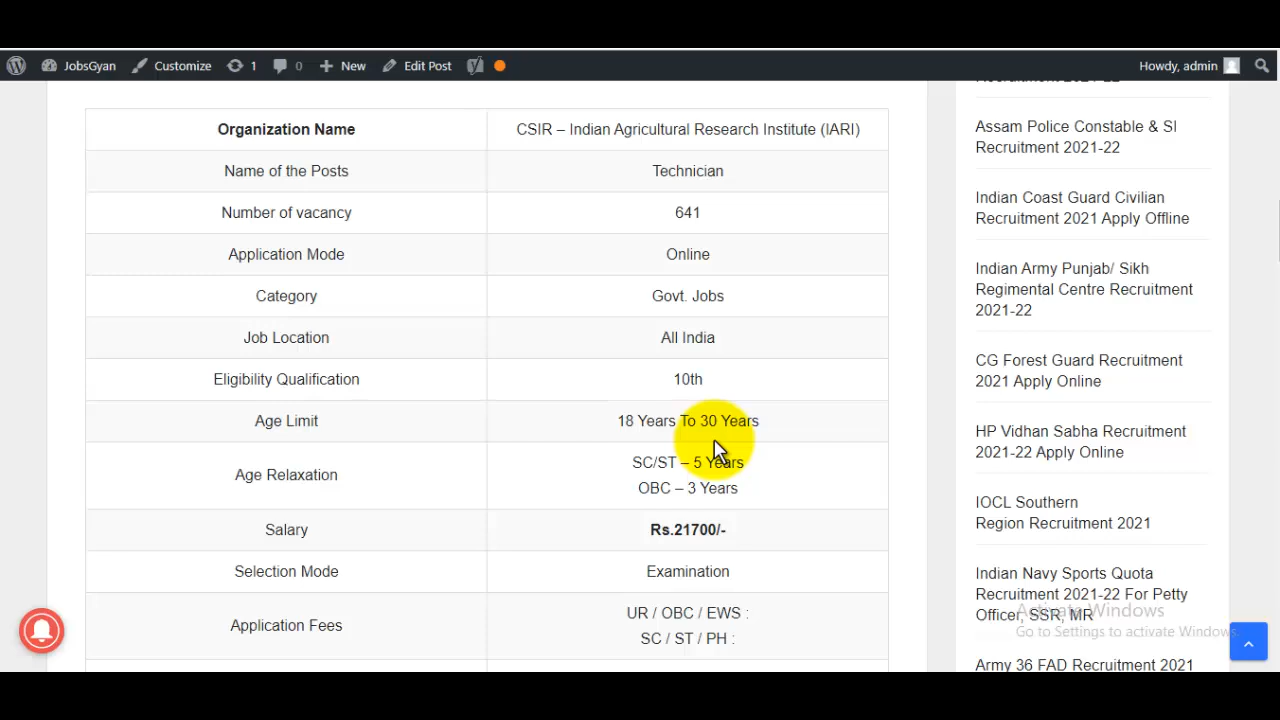 JobsGyan Customize 1 0 New Edit Post Howdy, admin
Organization Name CSIR – Indian Agricultural Research Institute (IARI)
Name of the Posts Technician
Number of vacancy 641
Application Mode Online
Category Govt. Jobs
Job Location All India
Eligibility Qualification 10th
Age Limit 18 Years To 30 Years
Age Relaxation SC/ST – 5 Years
OBC – 3 Years
Salary Rs.21700/-
Selection Mode Examination
Application Fees UR / OBC / EWS :
SC / ST / PH :
Recruitment 2021-22
Assam Police Constable & SI
Recruitment 2021-22
Indian Coast Guard Civilian
Recruitment 2021 Apply Offline
Indian Army Punjab/ Sikh
Regimental Centre Recruitment
2021-22
CG Forest Guard Recruitment
2021 Apply Online
HP Vidhan Sabha Recruitment
2021-22 Apply Online
IOCL Southern
Region Recruitment 2021
Indian Navy Sports Quota
Recruitment 2021-22 For Petty
Officer, SSR, MR
Army 36 FAD Recruitment 2021
Activate Windows
Go to Settings to activate Windows.